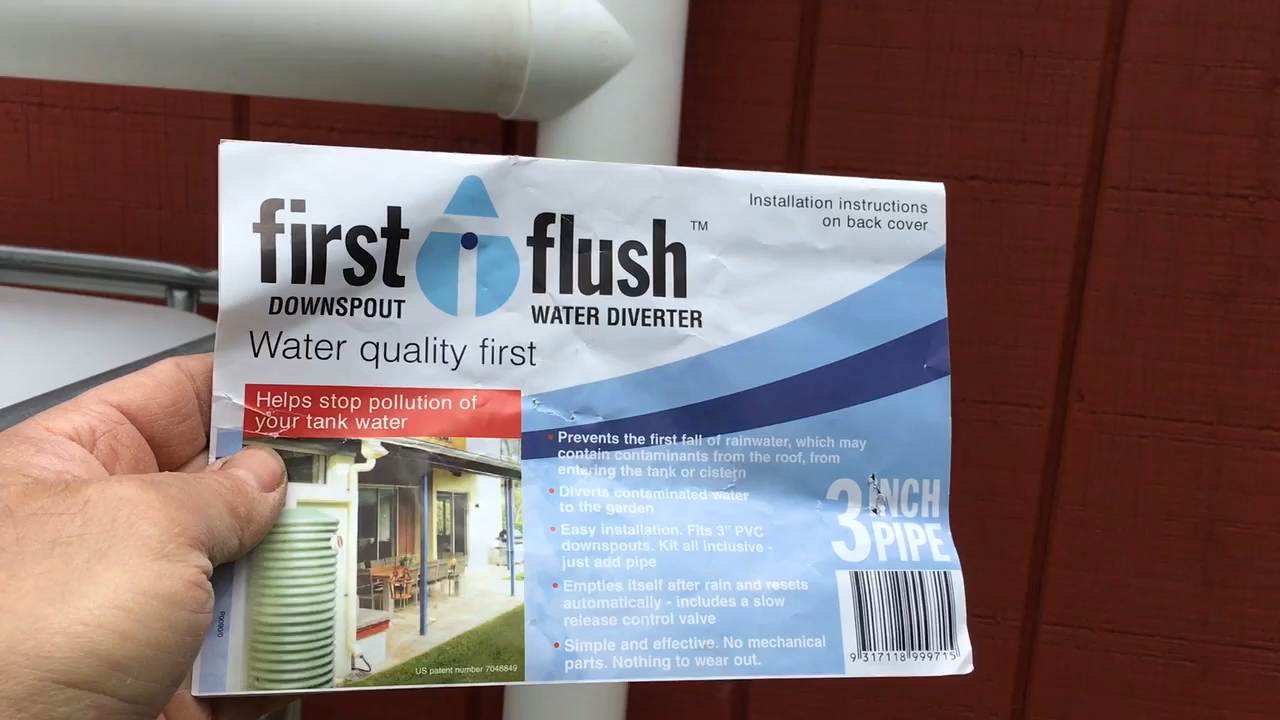 first flush™
DOWNSPOUT WATER DIVERTER
Water quality first
Installation instructions
on back cover
Helps stop pollution of
your tank water
• Prevents the first fall of rainwater, which may
contain contaminants from the roof, from
entering the tank or cistern
• Diverts contaminated water
to the garden
• Easy installation. Fits 3" PVC
downspouts. Kit all inclusive -
just add pipe
• Empties itself after rain and resets
automatically - includes a slow
release control valve
• Simple and effective. No mechanical
parts. Nothing to wear out.
3 INCH
PIPE
9 317118 999715
US patent number 7048849